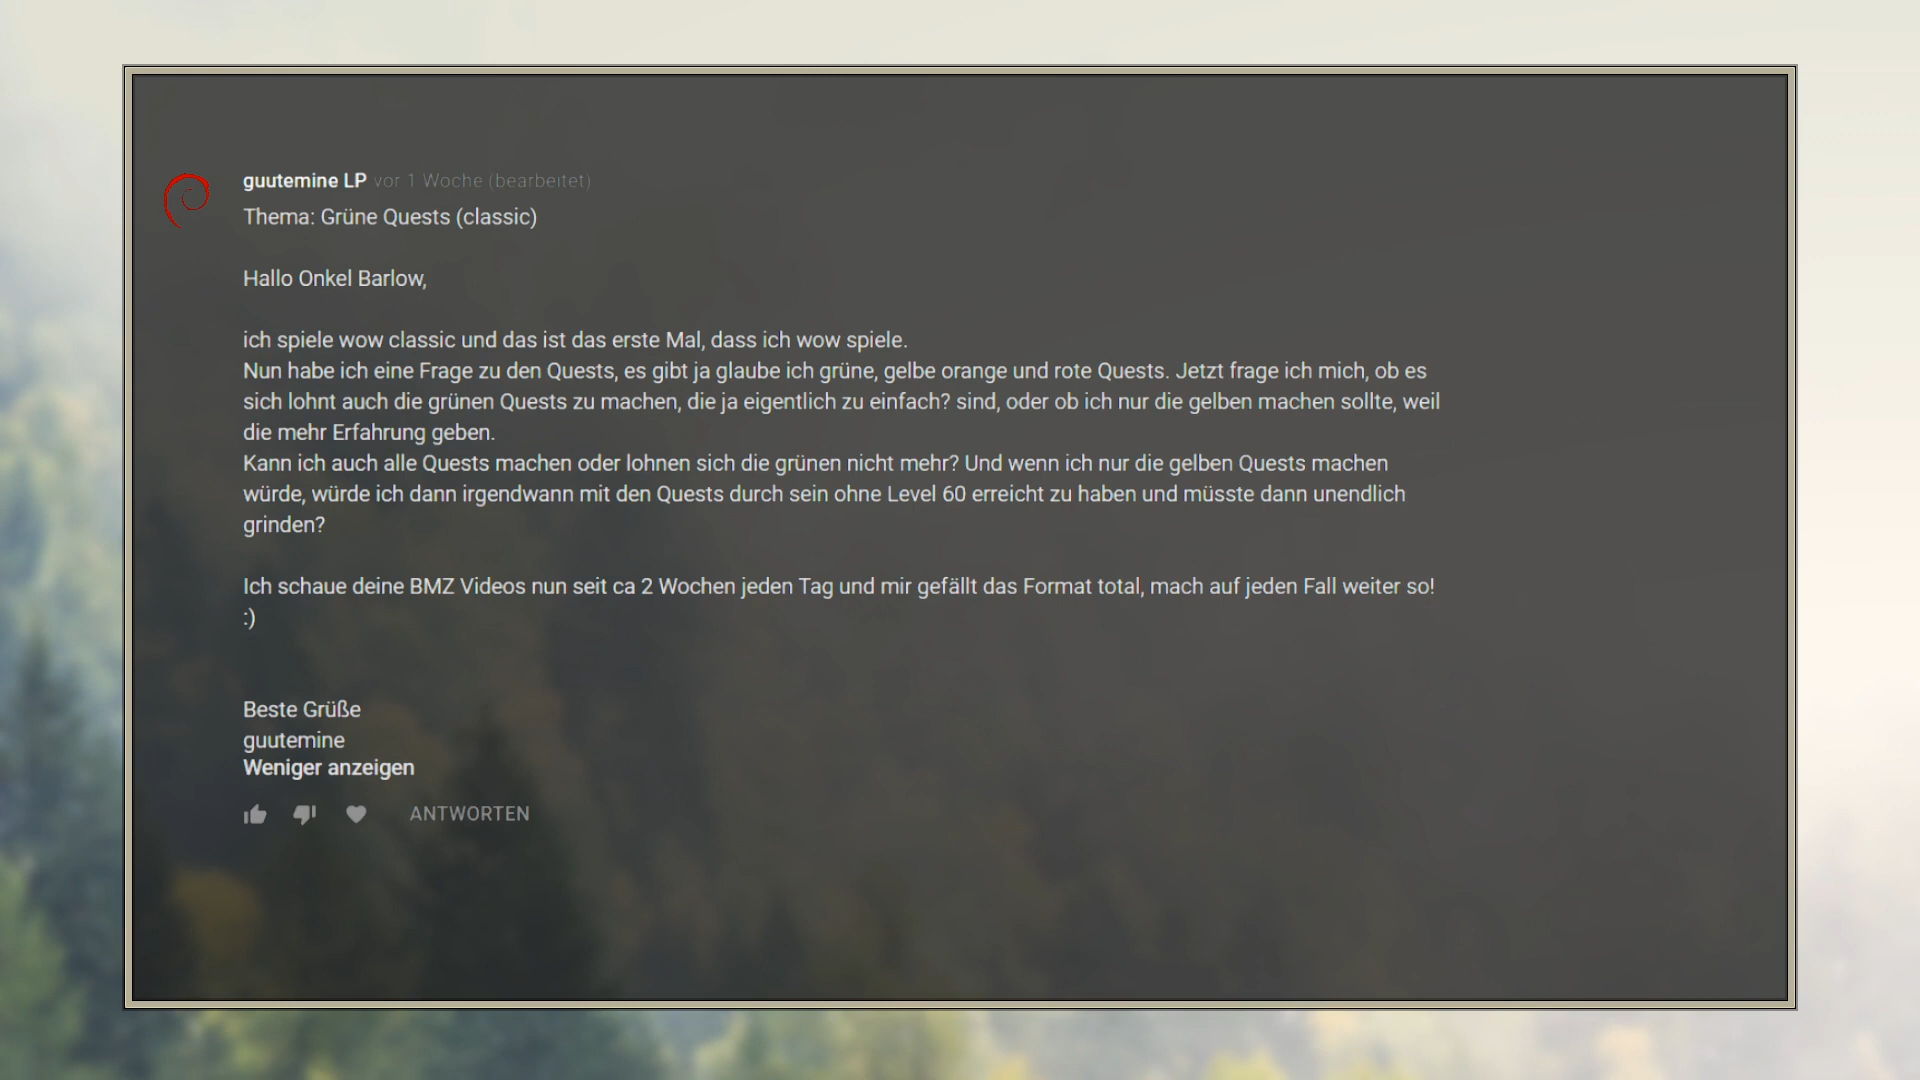 guutemine LP vor 1 Woche (bearbeitet)
Thema: Grüne Quests (classic)
Hallo Onkel Barlow,
ich spiele wow classic und das ist das erste Mal, dass ich wow spiele.
Nun habe ich eine Frage zu den Quests, es gibt ja glaube ich grüne, gelbe orange und rote Quests. Jetzt frage ich mich, ob es
sich lohnt auch die grünen Quests zu machen, die ja eigentlich zu einfach? sind, oder ob ich nur die gelben machen sollte, weil
die mehr Erfahrung geben.
Kann ich auch alle Quests machen oder lohnen sich die grünen nicht mehr? Und wenn ich nur die gelben Quests machen
würde, würde ich dann irgendwann mit den Quests durch sein ohne Level 60 erreicht zu haben und müsste dann unendlich
grinden?
Ich schaue deine BMZ Videos nun seit ca 2 Wochen jeden Tag und mir gefällt das Format total, mach auf jeden Fall weiter so!
:)
Beste Grüße
guutemine
Weniger anzeigen
ANTWORTEN